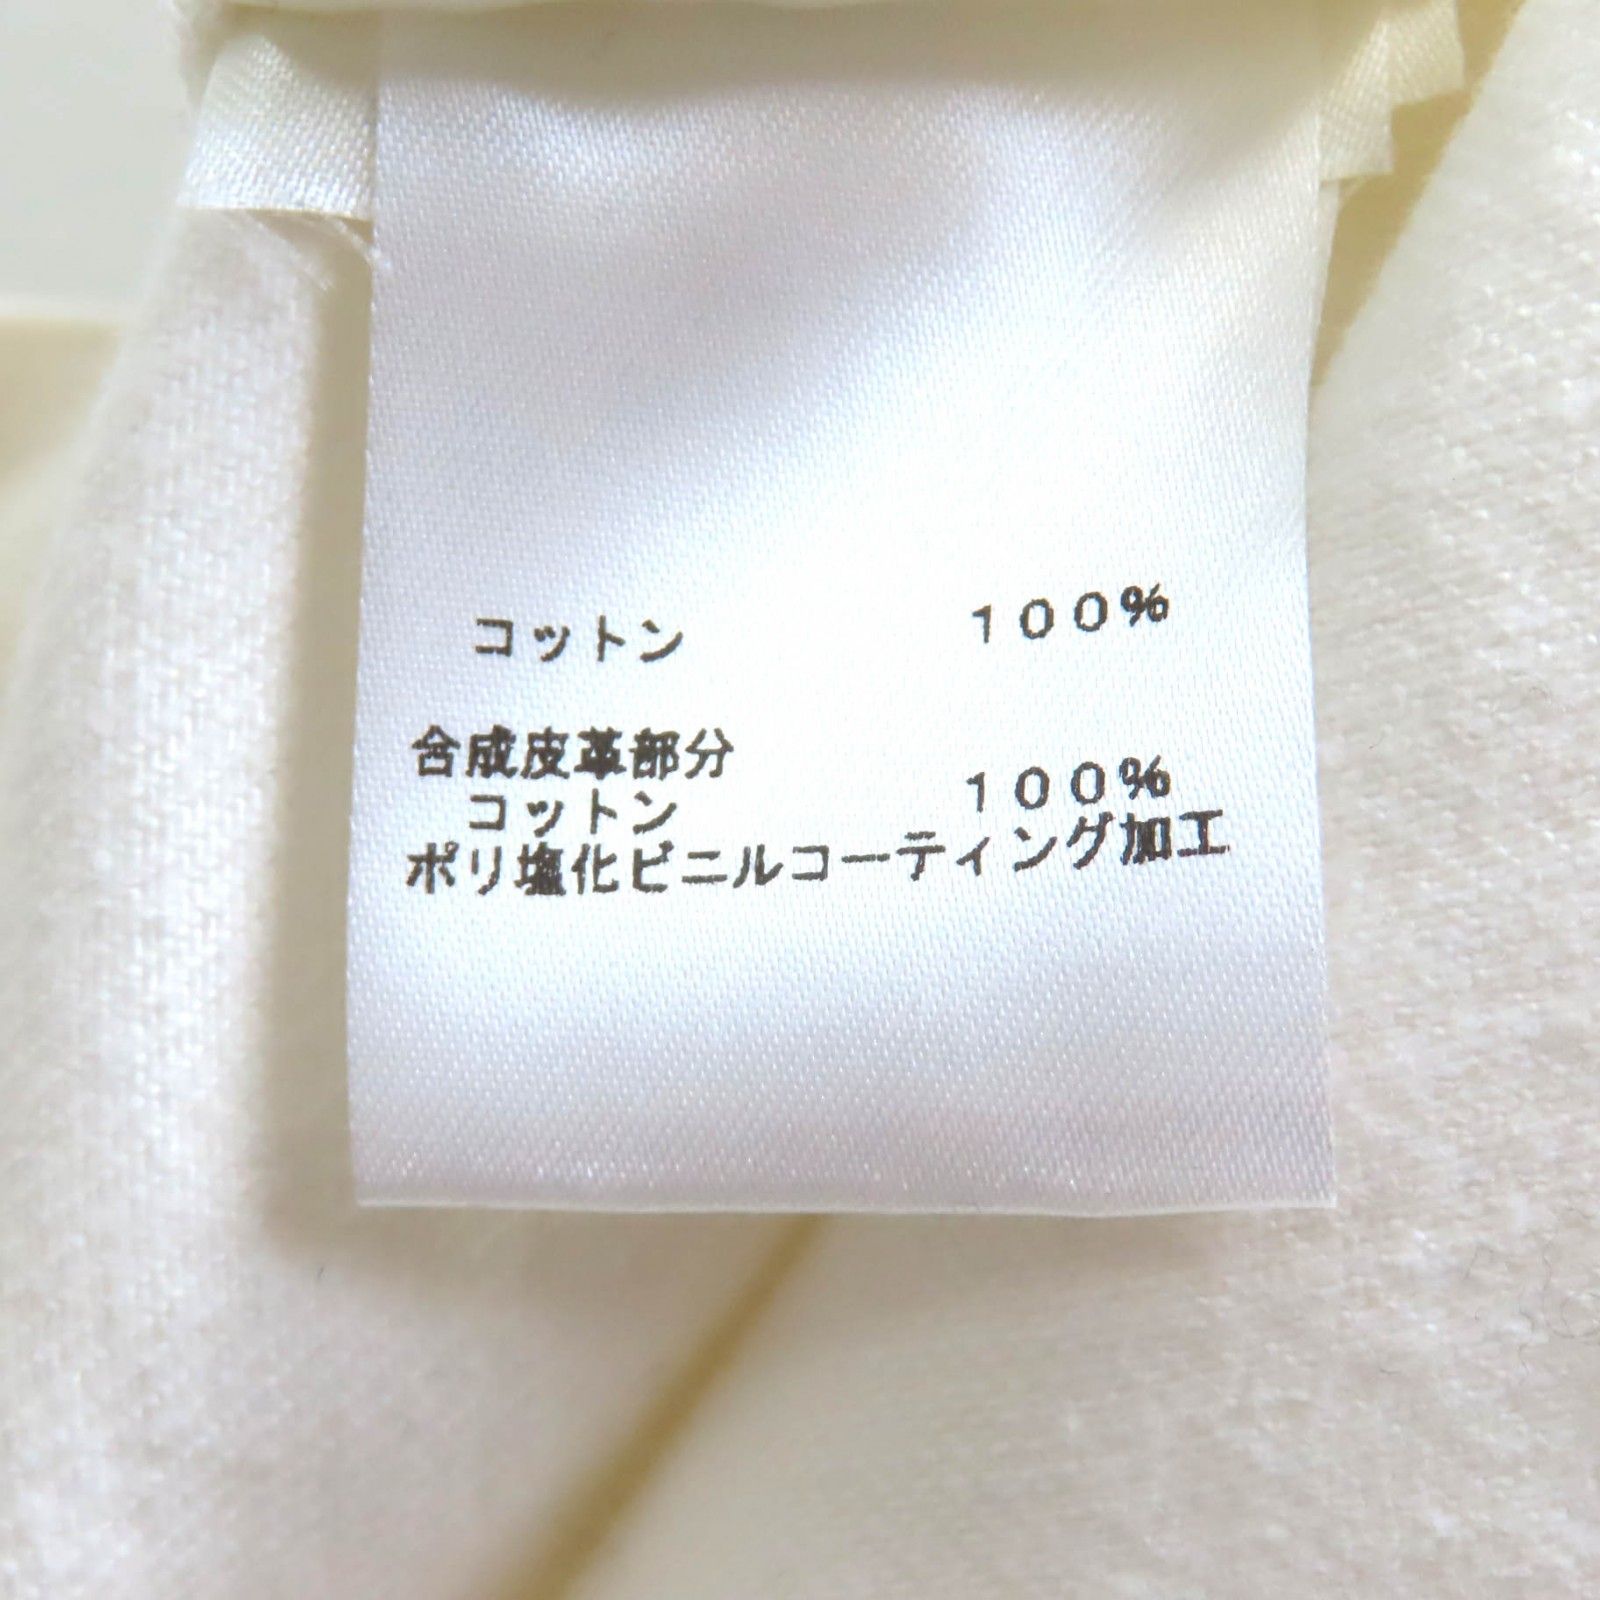 コットン　１００％
合成皮革部分
コットン　１００％
ポリ塩化ビニルコーティング加工